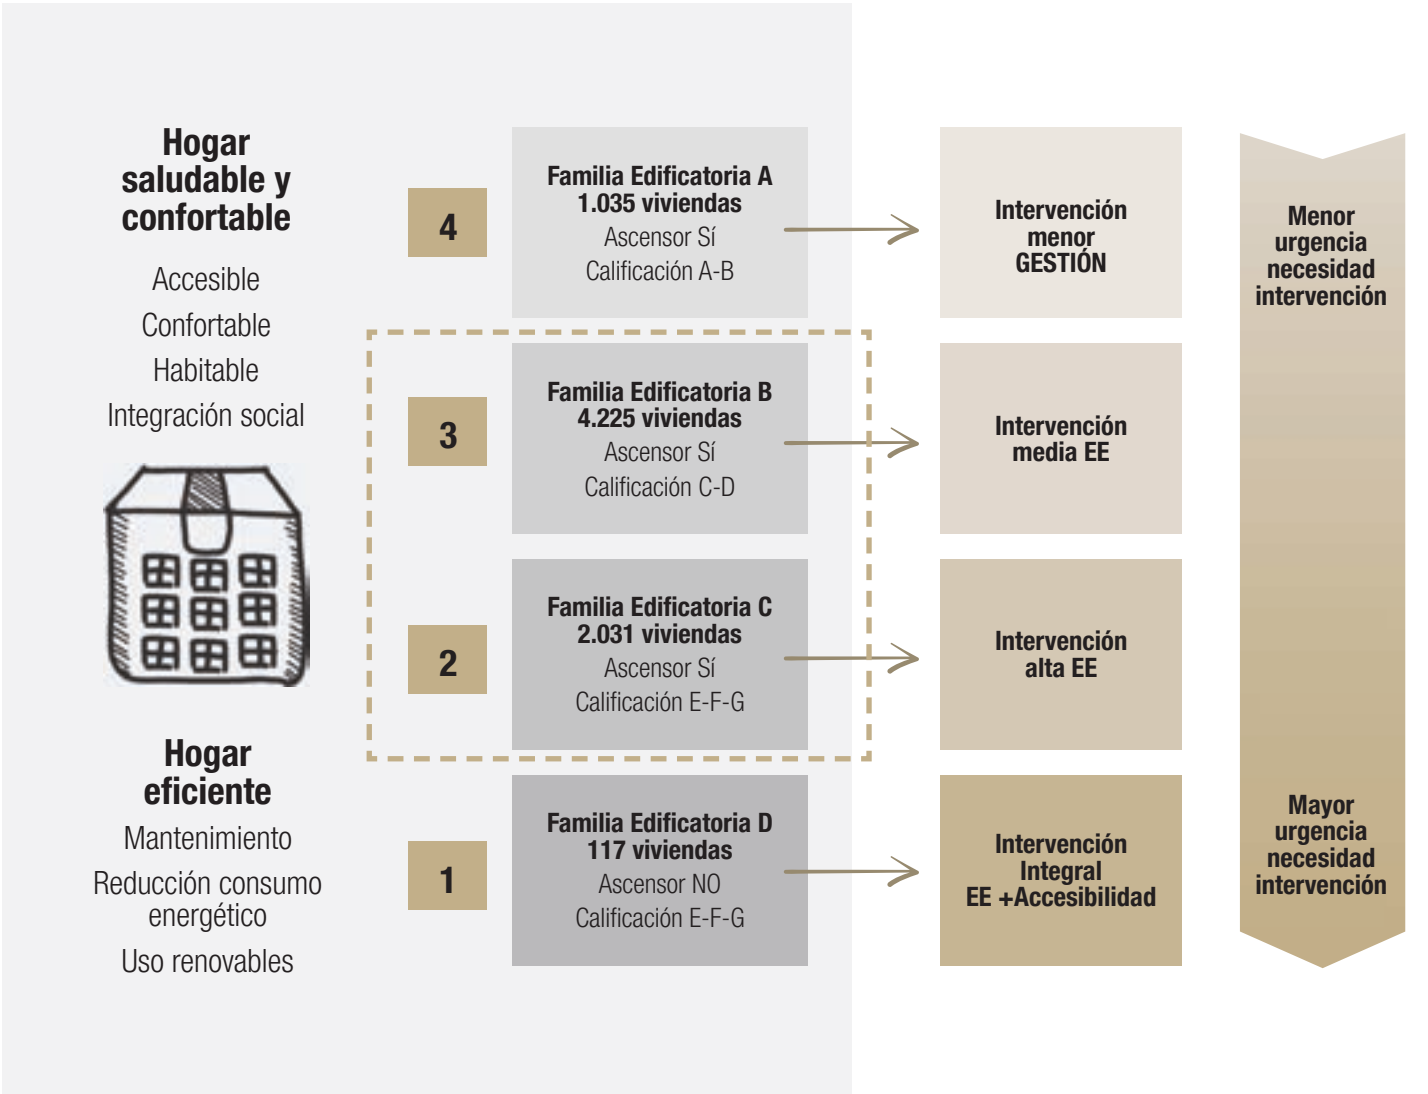 Hogar
saludable y
confortable
Accesible
Confortable
Habitable
Integración social
Hogar
eficiente
Mantenimiento
Reducción consumo
energético
Uso renovables
4
Familia Edificatoria A
1.035 viviendas
Ascensor Sí
Calificación A-B
Intervención
menor
GESTIÓN
3
Familia Edificatoria B
4.225 viviendas
Ascensor Sí
Calificación C-D
Intervención
media EE
2
Familia Edificatoria C
2.031 viviendas
Ascensor Sí
Calificación E-F-G
Intervención
alta EE
1
Familia Edificatoria D
117 viviendas
Ascensor NO
Calificación E-F-G
Intervención
Integral
EE +Accesibilidad
Menor
urgencia
necesidad
intervención
Mayor
urgencia
necesidad
intervención